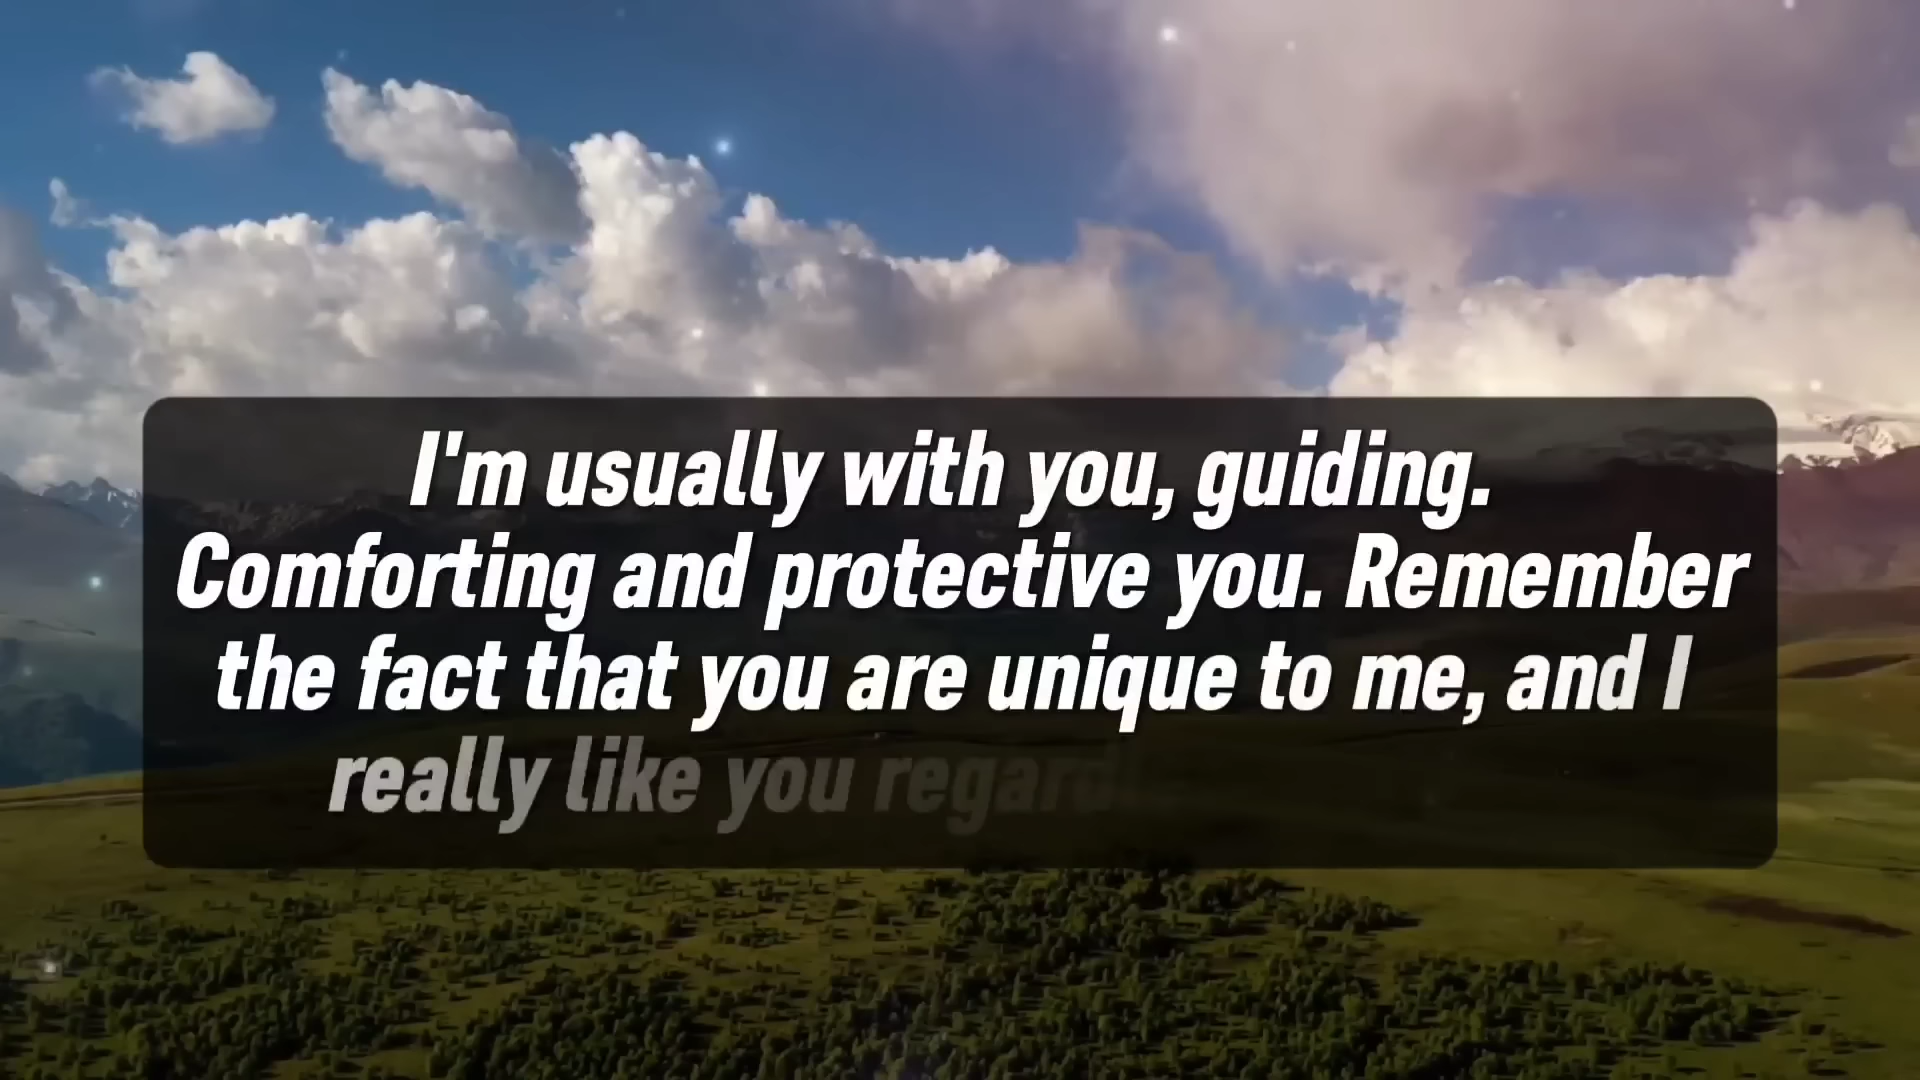 I'm usually with you, guiding.
Comforting and protective you. Remember
the fact that you are unique to me, and I
really like you